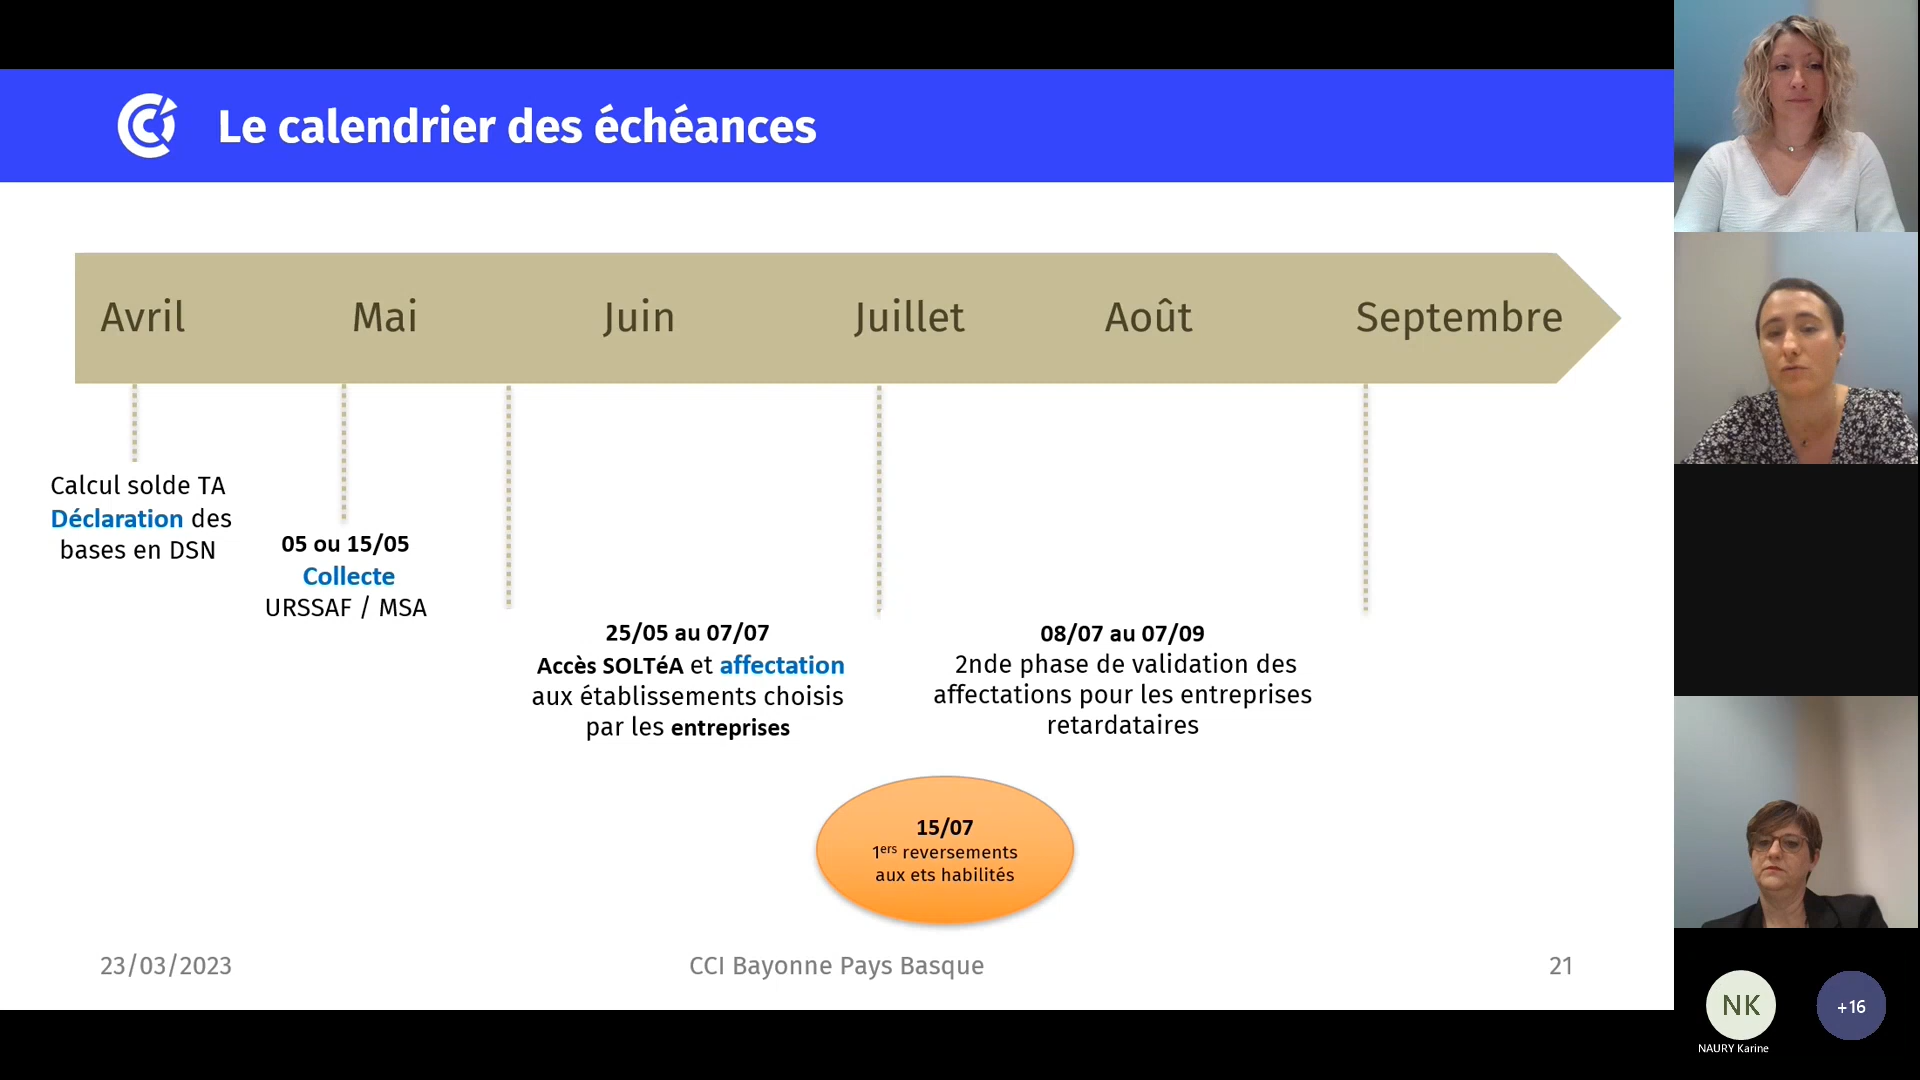 Le calendrier des échéances
Avril
Mai
Juin
Juillet
Août
Septembre
Calcul solde TA
Déclaration des
bases en DSN
05 ou 15/05
Collecte
URSSAF / MSA
25/05 au 07/07
Accès SOLTéA et affectation
aux établissements choisis
par les entreprises
08/07 au 07/09
2nde phase de validation des
affectations pour les entreprises
retardataires
15/07
1ers reversements
aux ets habilités
23/03/2023
CCI Bayonne Pays Basque
21
NK
NAURY Karine
+16